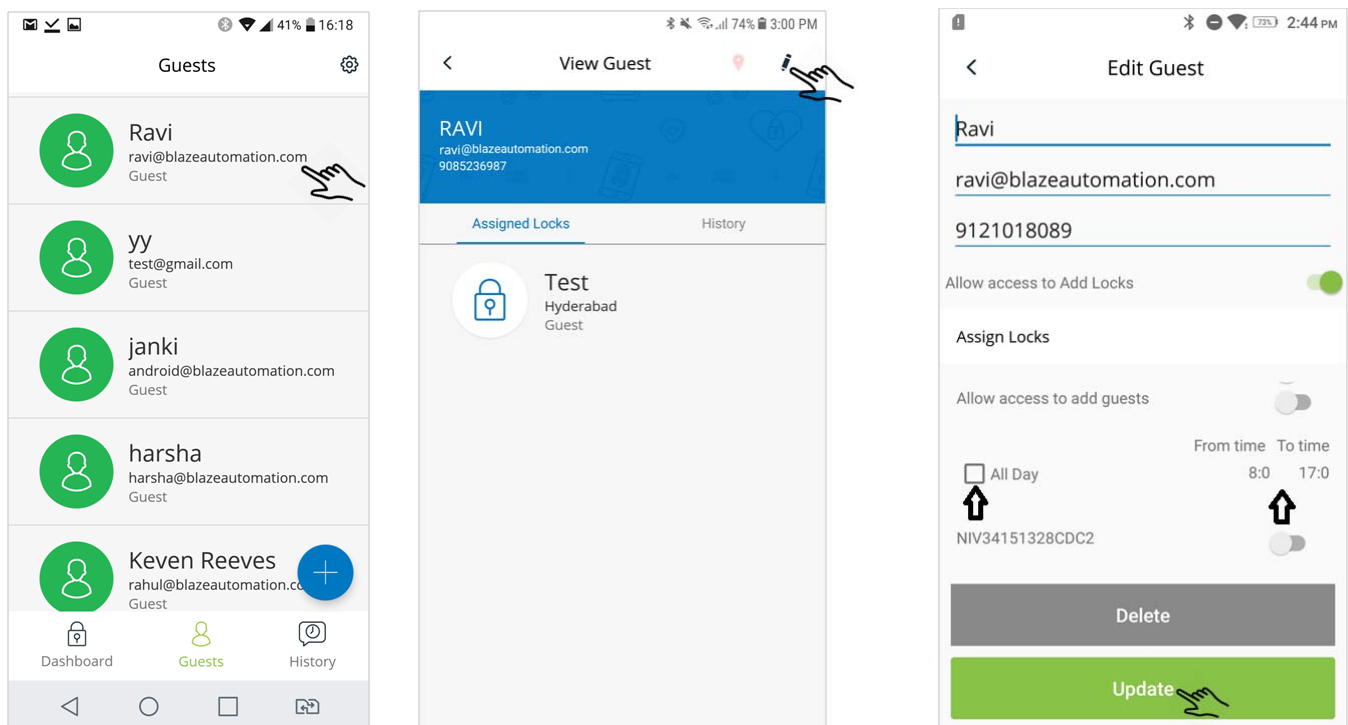 41% 16:18
Guests
Ravi
ravi@blazeautomation.com
Guest
yy
test@gmail.com
Guest
janki
android@blazeautomation.com
Guest
harsha
harsha@blazeautomation.com
Guest
Keven Reeves
rahul@blazeautomation.co
Guest
Dashboard Guests History
74% 3:00 PM
View Guest
RAVI
ravi@blazeautomation.com
9085236987
Assigned Locks History
Test
Hyderabad
Guest
73% 2:44 PM
Edit Guest
Ravi
ravi@blazeautomation.com
9121018089
Allow access to Add Locks
Assign Locks
Allow access to add guests
From time To time
All Day 8:0 17:0
NIV34151328CDC2
Delete
Update